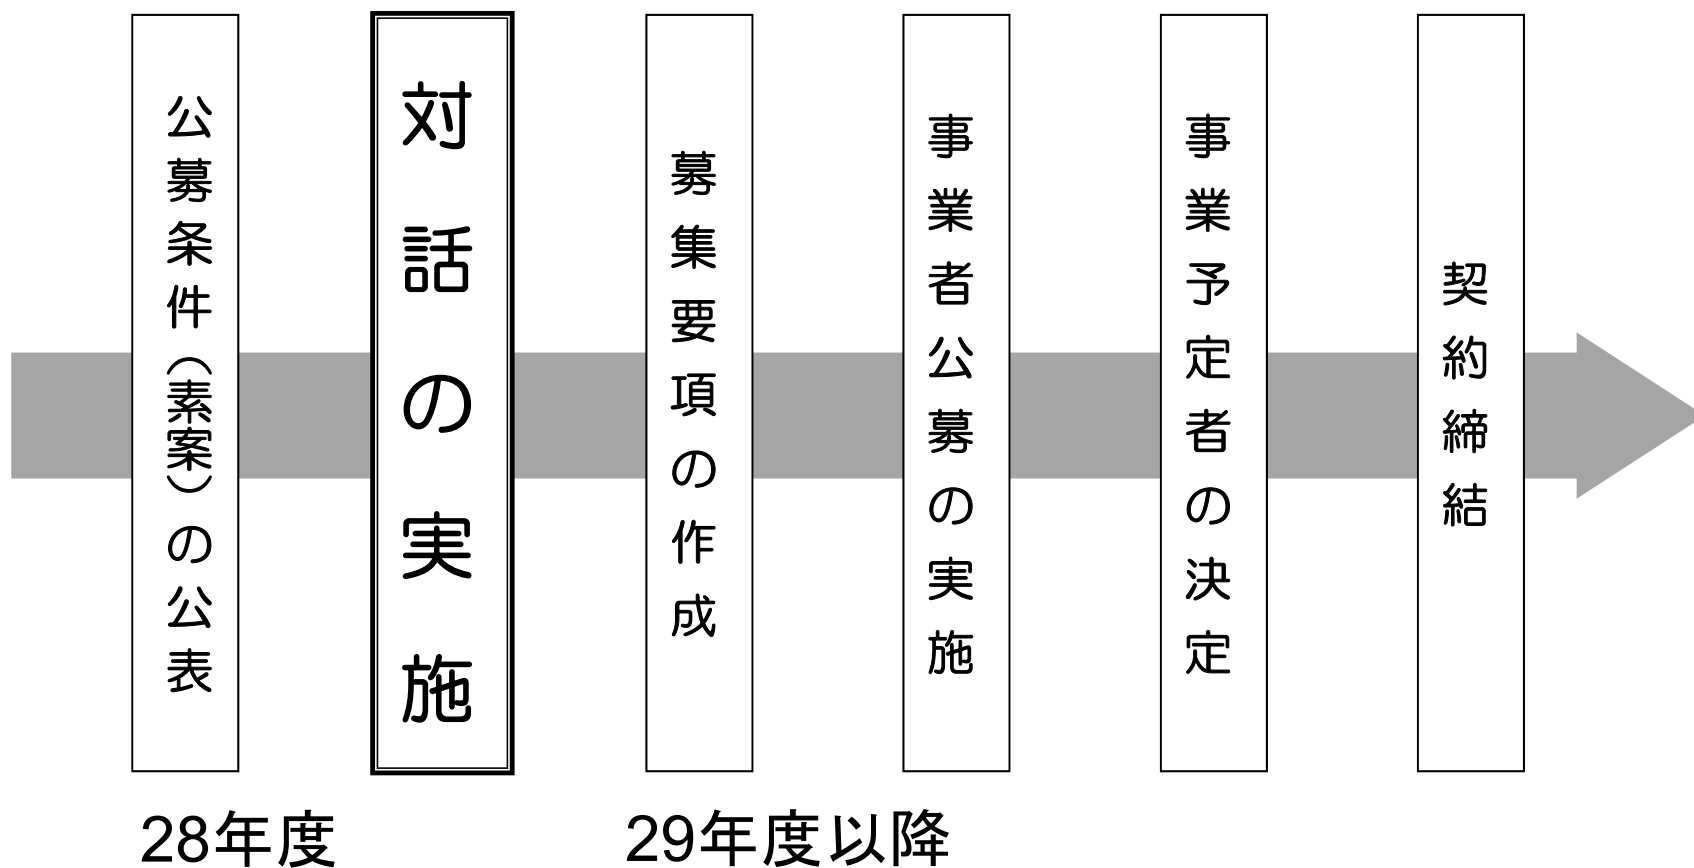 公募条件（素案）の公表
対話の実施
募集要項の作成
事業者公募の実施
事業予定者の決定
契約締結
28年度
29年度以降